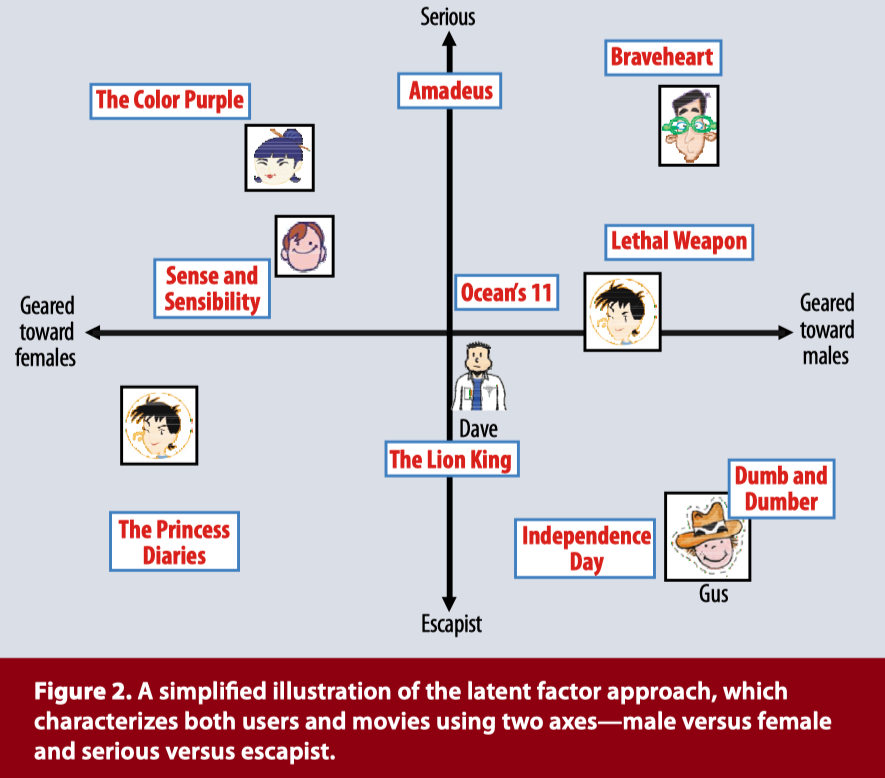 Serious
Braveheart
The Color Purple
Amadeus
Lethal Weapon
Sense and
Sensibility
Ocean's 11
Geared
toward
females
Geared
toward
males
Dave
The Lion King
Dumb and
Dumber
The Princess
Diaries
Independence
Day
Gus
Escapist
Figure 2. A simplified illustration of the latent factor approach, which
characterizes both users and movies using two axes—male versus female
and serious versus escapist.